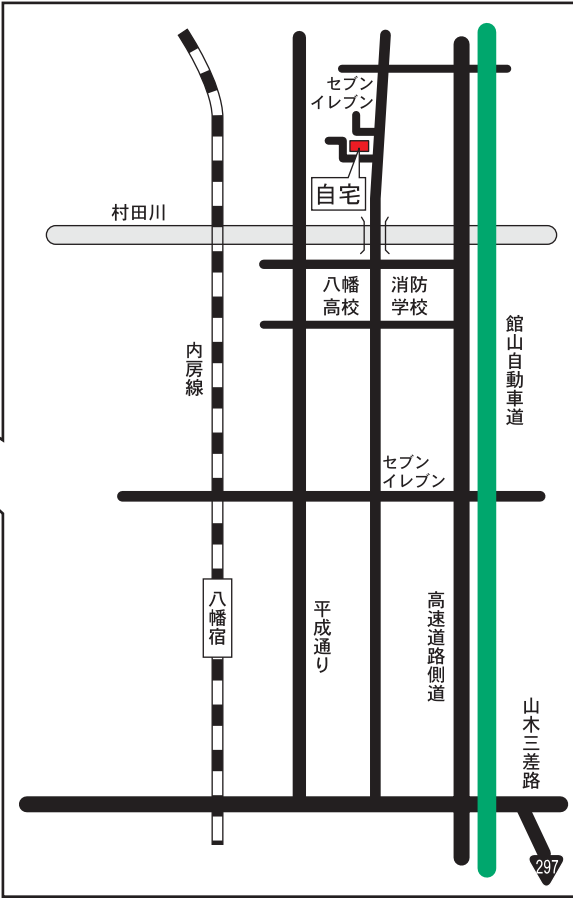 セブン
イレブン
自宅
村田川
八幡
高校
消防
学校
館山自動車道
内房線
セブン
イレブン
八幡宿
平成通り
高速道路側道
山木三差路
297